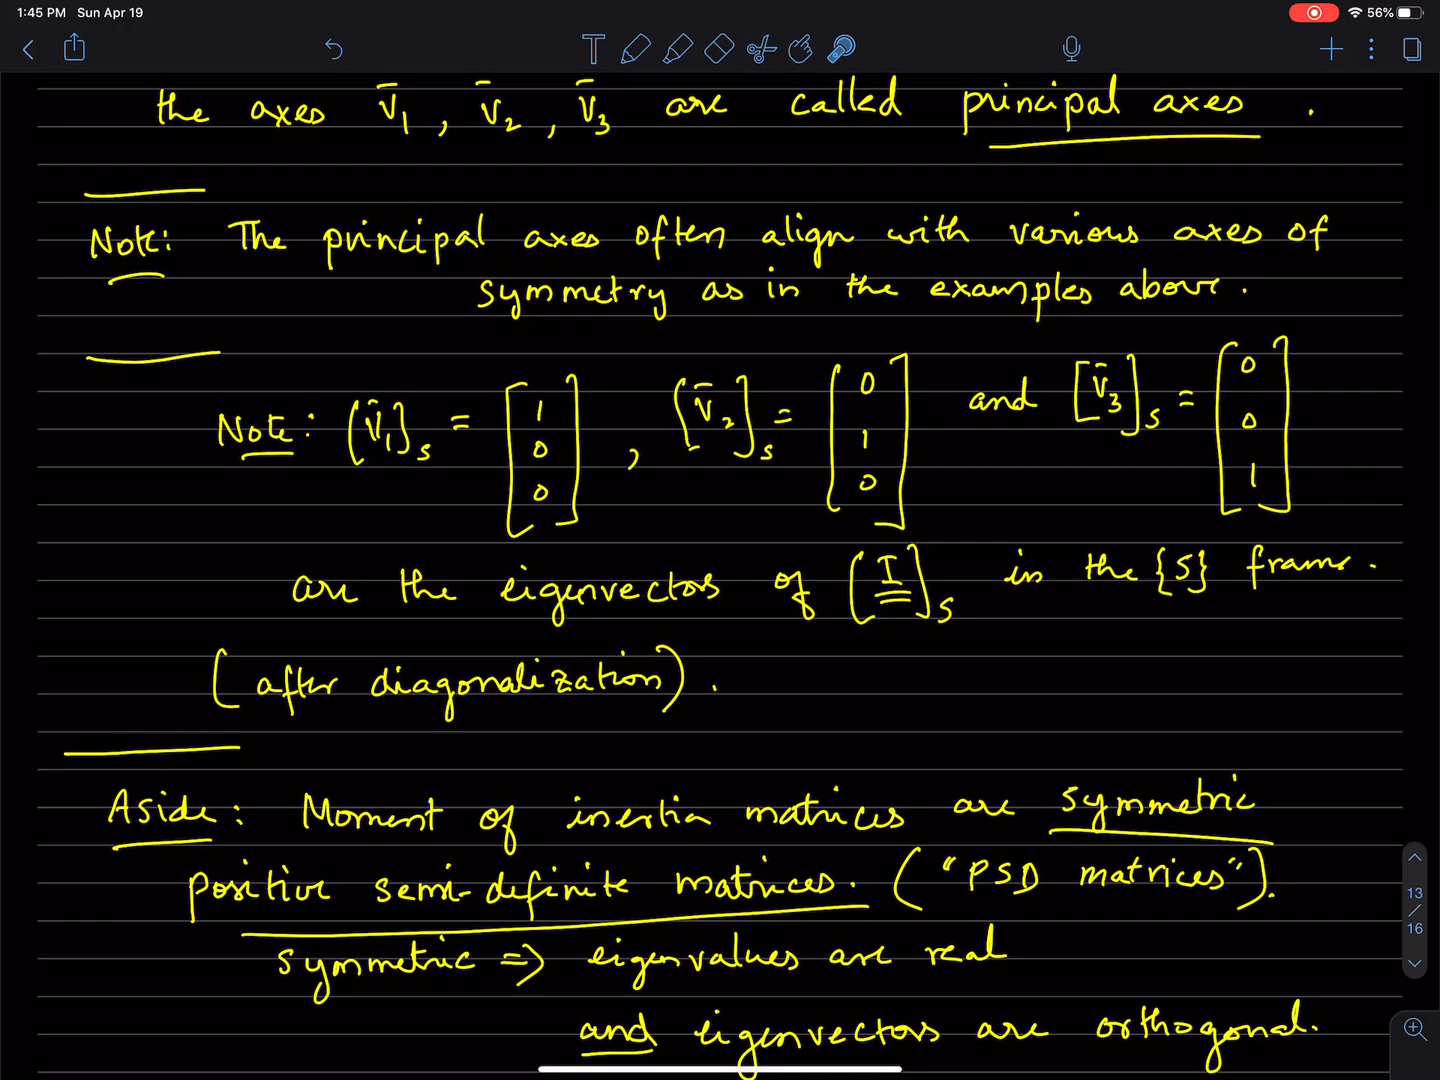 1:45 PM Sun Apr 19 56%
the axes v̄₁, v̄₂, v̄₃ are called principal axes.
Note: The principal axes often align with various axes of
symmetry as in the examples above.
Note: [v̄₁]_S = [1 0 0], [v̄₂]_S = [0 1 0] and [v̄₃]_S = [0 0 1]
are the eigenvectors of [I]_S in the {S} frame.
(after diagonalization).
Aside: Moment of inertia matrices are symmetric
positive semi-definite matrices. ("PSD matrices").
symmetric => eigenvalues are real
and eigenvectors are orthogonal.
13
/
16